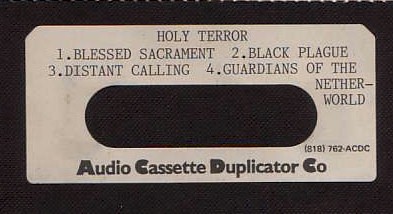 HOLY TERROR
1.BLESSED SACRAMENT 2.BLACK PLAGUE
3.DISTANT CALLING 4.GUARDIANS OF THE
NETHER-
WORLD
(818) 762-ACDC
Audio Cassette Duplicator Co